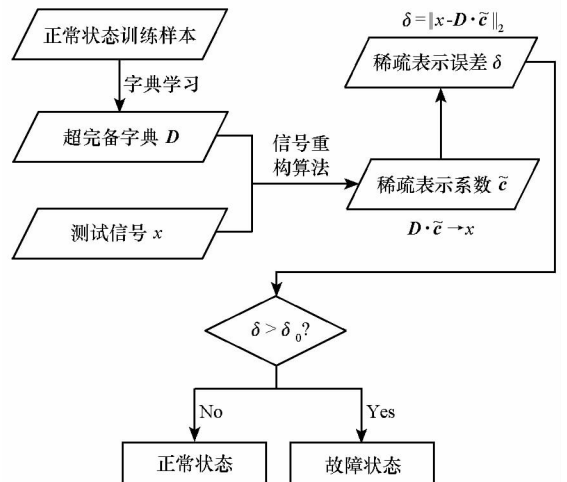 正常状态训练样本
字典学习
超完备字典 D
测试信号 x
信号重
构算法
δ=‖x-D·c̃‖₂
稀疏表示误差 δ
稀疏表示系数 c̃
D·c̃→x
δ>δ₀?
No
Yes
正常状态
故障状态